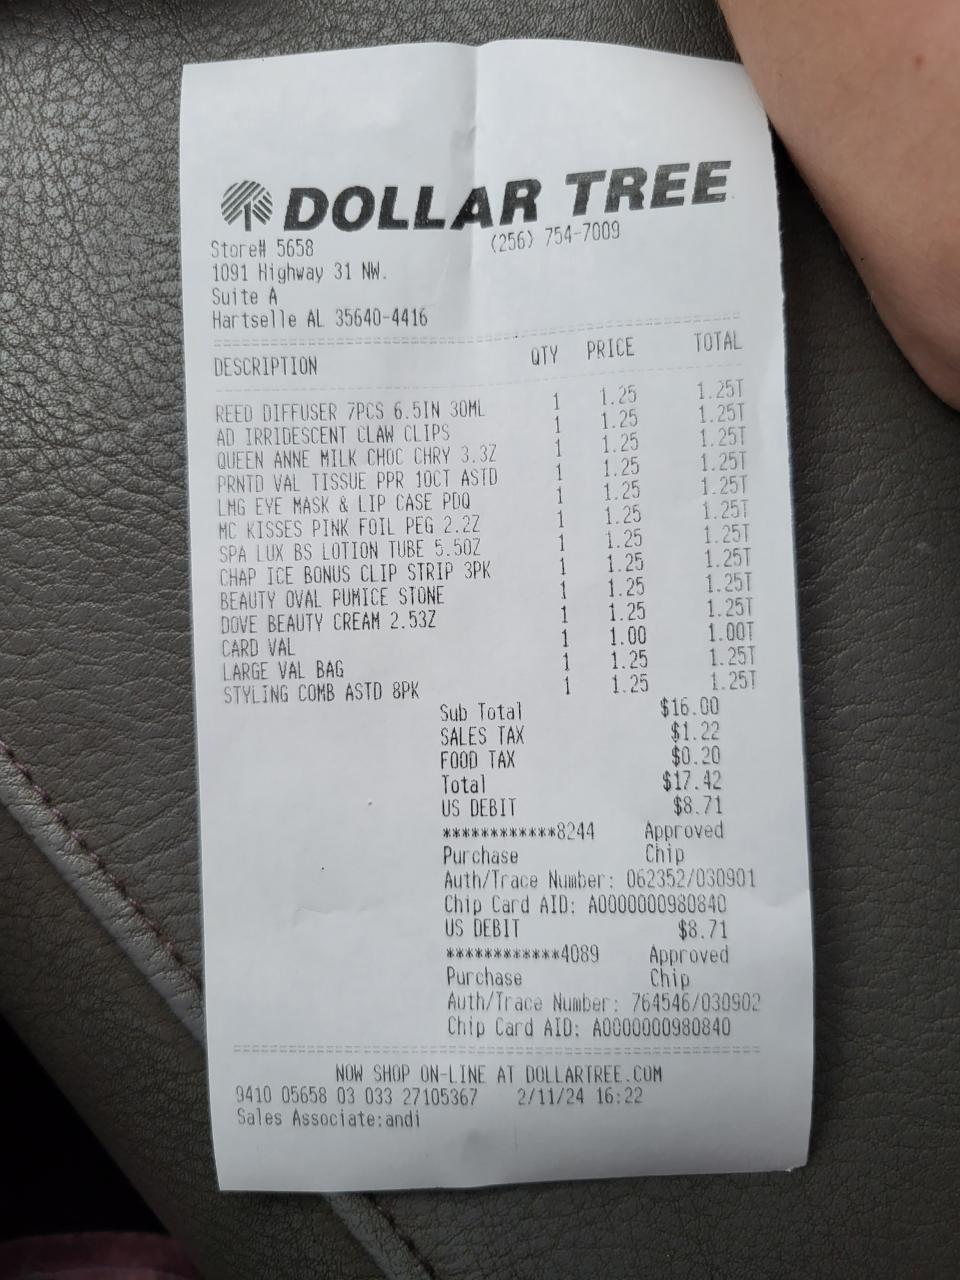 DOLLAR TREE
Store# 5658 (256) 754-7009
1091 Highway 31 NW.
Suite A
Hartselle AL 35640-4416
DESCRIPTION QTY PRICE TOTAL
REED DIFFUSER 7PCS 6.5IN 30ML 1 1.25 1.25T
AD IRRIDESCENT CLAW CLIPS 1 1.25 1.25T
QUEEN ANNE MILK CHOC CHRY 3.3Z 1 1.25 1.25T
PRNTD VAL TISSUE PPR 10CT ASTD 1 1.25 1.25T
LMG EYE MASK & LIP CASE PDQ 1 1.25 1.25T
MC KISSES PINK FOIL PEG 2.2Z 1 1.25 1.25T
SPA LUX BS LOTION TUBE 5.50Z 1 1.25 1.25T
CHAP ICE BONUS CLIP STRIP 3PK 1 1.25 1.25T
BEAUTY OVAL PUMICE STONE 1 1.25 1.25T
DOVE BEAUTY CREAM 2.53Z 1 1.25 1.25T
CARD VAL 1 1.00 1.00T
LARGE VAL BAG 1 1.25 1.25T
STYLING COMB ASTD 8PK 1 1.25 1.25T
Sub Total $16.00
SALES TAX $1.22
FOOD TAX $0.20
Total $17.42
US DEBIT $8.71
************8244 Approved
Purchase Chip
Auth/Trace Number: 062352/030901
Chip Card AID: A0000000980840
US DEBIT $8.71
************4089 Approved
Purchase Chip
Auth/Trace Number: 764546/030902
Chip Card AID: A0000000980840
NOW SHOP ON-LINE AT DOLLARTREE.COM
9410 05658 03 033 27105367 2/11/24 16:22
Sales Associate:andi